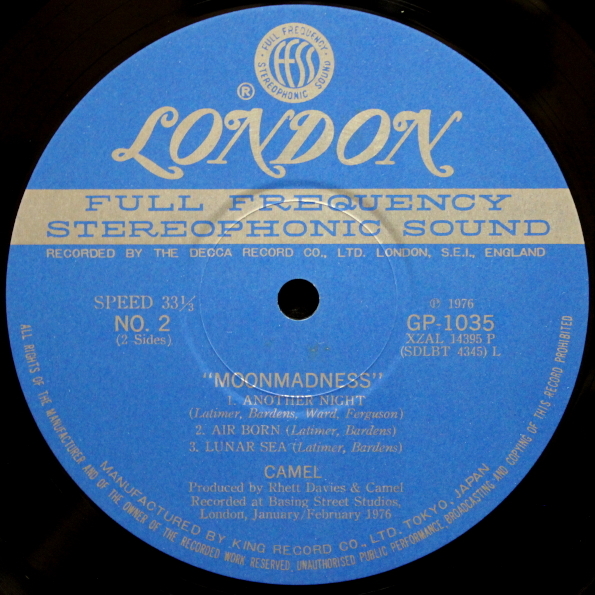 FULL FREQUENCY
ffss
STEREOPHONIC SOUND
®
LONDON
FULL FREQUENCY
STEREOPHONIC SOUND
RECORDED BY THE DECCA RECORD CO., LTD. LONDON, S.E.I., ENGLAND
SPEED 33⅓
NO. 2
(2 Sides)
℗ 1976
GP-1035
XZAL 14395 P
(SDLBT 4345) L
"MOONMADNESS"
1. ANOTHER NIGHT
(Latimer, Bardens, Ward, Ferguson)
2. AIR BORN (Latimer, Bardens)
3. LUNAR SEA (Latimer, Bardens)
CAMEL
Produced by Rhett Davies & Camel
Recorded at Basing Street Studios,
London, January/February 1976
MANUFACTURED BY KING RECORD CO., LTD. TOKYO, JAPAN
ALL RIGHTS OF THE MANUFACTURER AND OF THE OWNER OF THE RECORDED WORK RESERVED, UNAUTHORISED PUBLIC PERFORMANCE, BROADCASTING AND COPYING OF THIS RECORD PROHIBITED